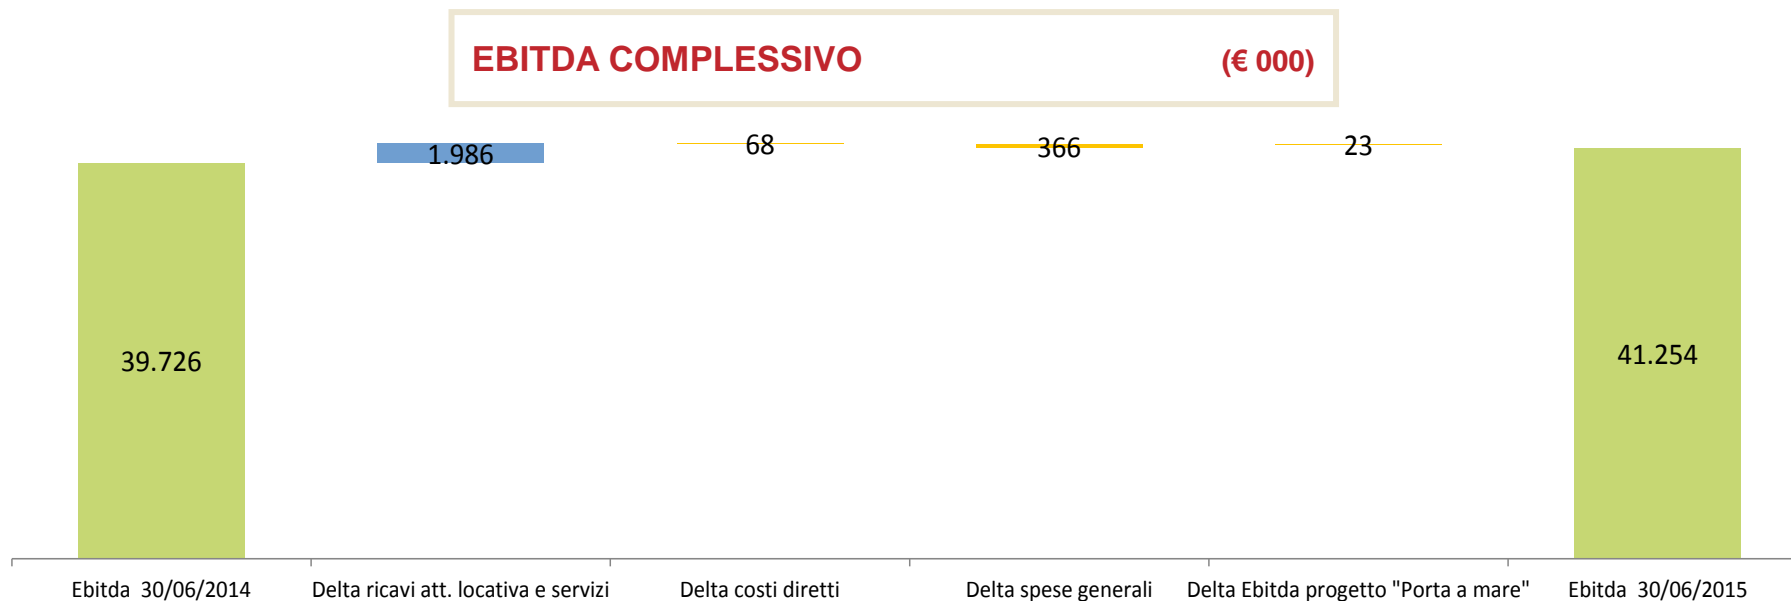 EBITDA COMPLESSIVO (€ 000)
1.986
68
366
23
39.726
41.254
Ebitda 30/06/2014
Delta ricavi att. locativa e servizi
Delta costi diretti
Delta spese generali
Delta Ebitda progetto "Porta a mare"
Ebitda 30/06/2015